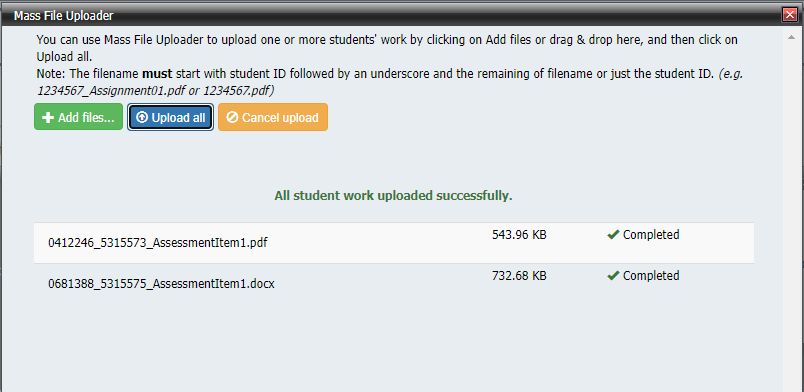 Mass File Uploader
You can use Mass File Uploader to upload one or more students' work by clicking on Add files or drag & drop here, and then click on
Upload all.
Note: The filename must start with student ID followed by an underscore and the remaining of filename or just the student ID. (e.g.
1234567_Assignment01.pdf or 1234567.pdf)
Add files... Upload all Cancel upload
All student work uploaded successfully.
0412246_5315573_AssessmentItem1.pdf 543.96 KB Completed
0681388_5315575_AssessmentItem1.docx 732.68 KB Completed